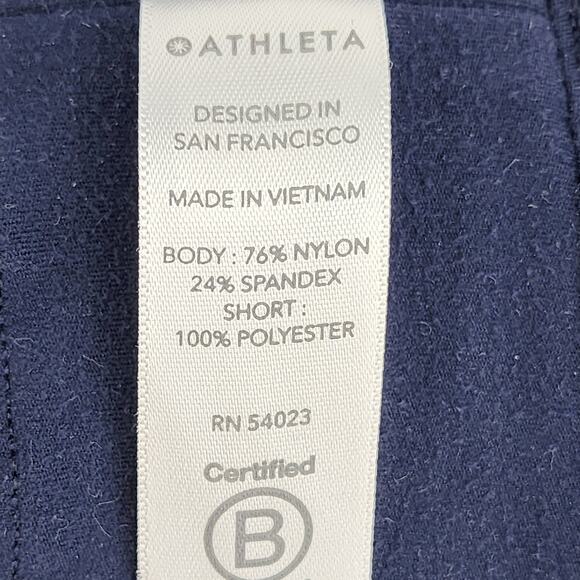 ATHLETA
DESIGNED IN
SAN FRANCISCO
MADE IN VIETNAM
BODY : 76% NYLON
24% SPANDEX
SHORT :
100% POLYESTER
RN 54023
Certified
B